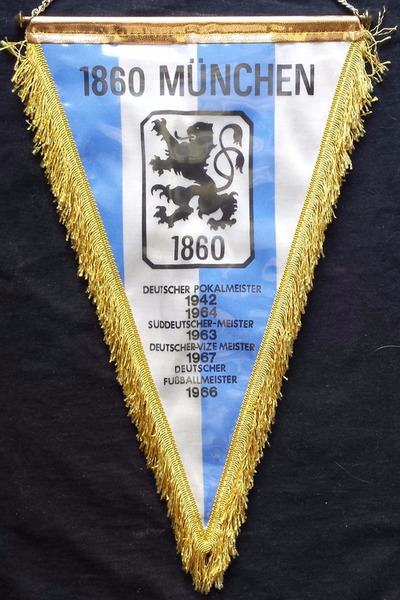 1860 MÜNCHEN
1860
DEUTSCHER POKALMEISTER
1942
1964
SÜDDEUTSCHER-MEISTER
1963
DEUTSCHER-VIZE MEISTER
1967
DEUTSCHER
FUßBALLMEISTER
1966